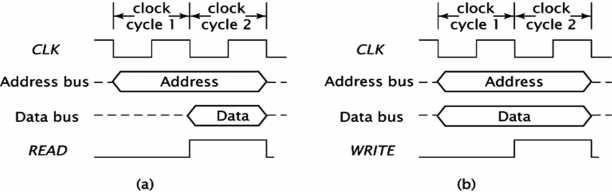 clock cycle 1 clock cycle 2
CLK
Address bus Address
Data bus Data
READ
(a)
clock cycle 1 clock cycle 2
CLK
Address bus Address
Data bus Data
WRITE
(b)